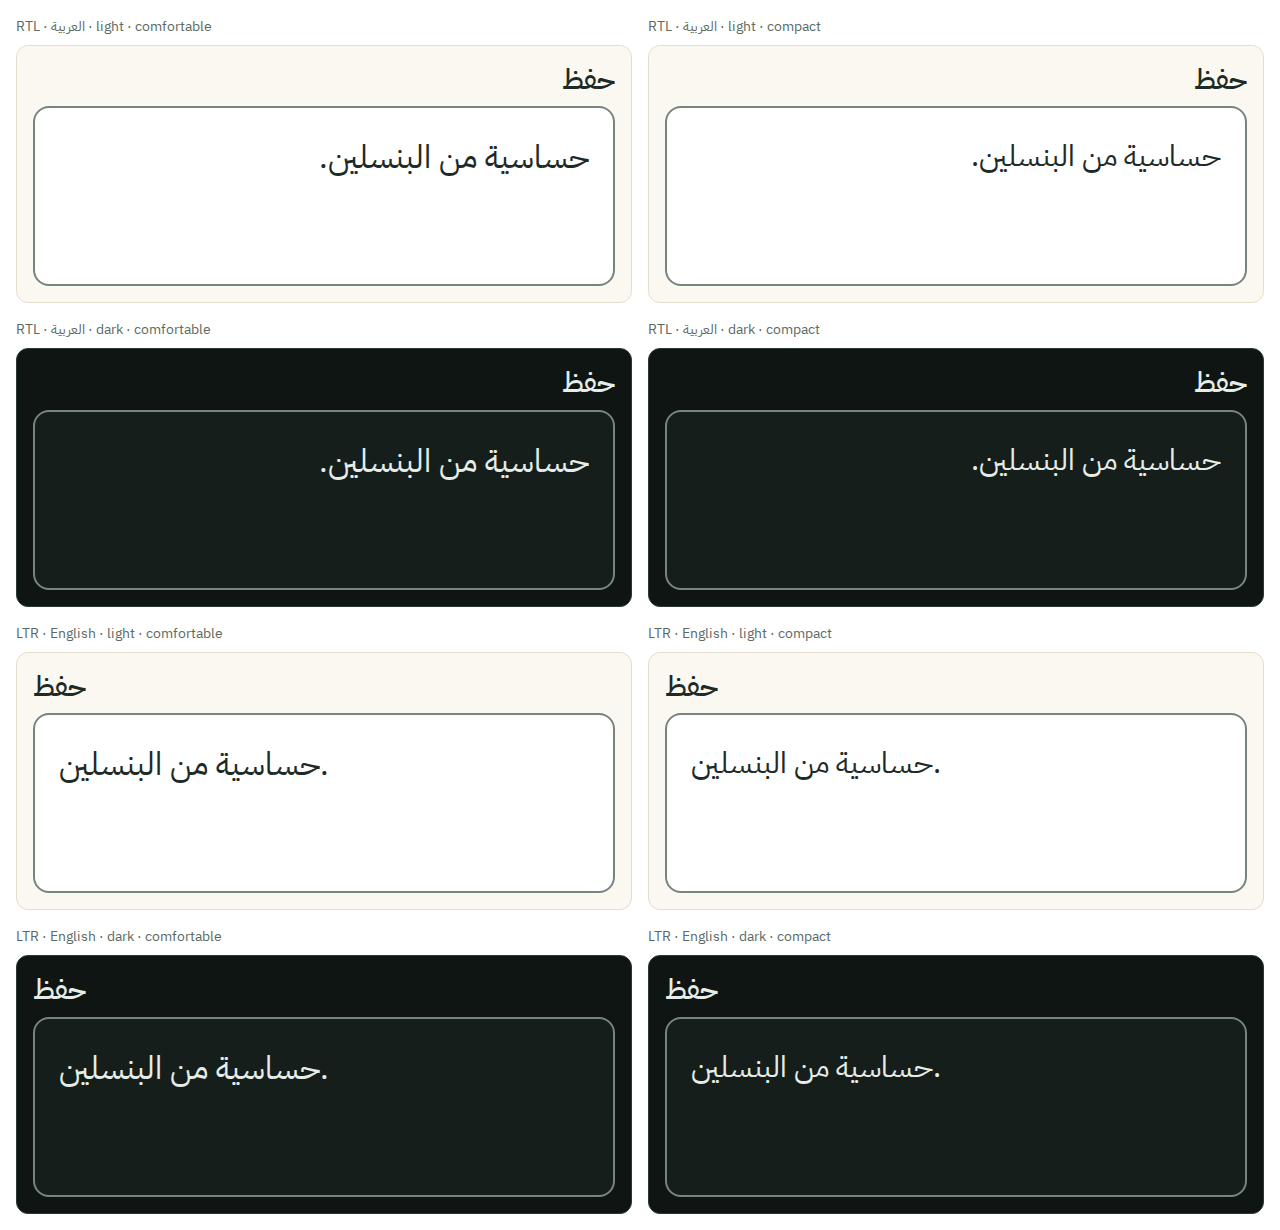 RTL · العربية · light · comfortable
حفظ
حساسية من البنسلين.
RTL · العربية · light · compact
حفظ
حساسية من البنسلين.
RTL · العربية · dark · comfortable
حفظ
حساسية من البنسلين.
RTL · العربية · dark · compact
حفظ
حساسية من البنسلين.
LTR · English · light · comfortable
حفظ
حساسية من البنسلين.
LTR · English · light · compact
حفظ
حساسية من البنسلين.
LTR · English · dark · comfortable
حفظ
حساسية من البنسلين.
LTR · English · dark · compact
حفظ
حساسية من البنسلين.